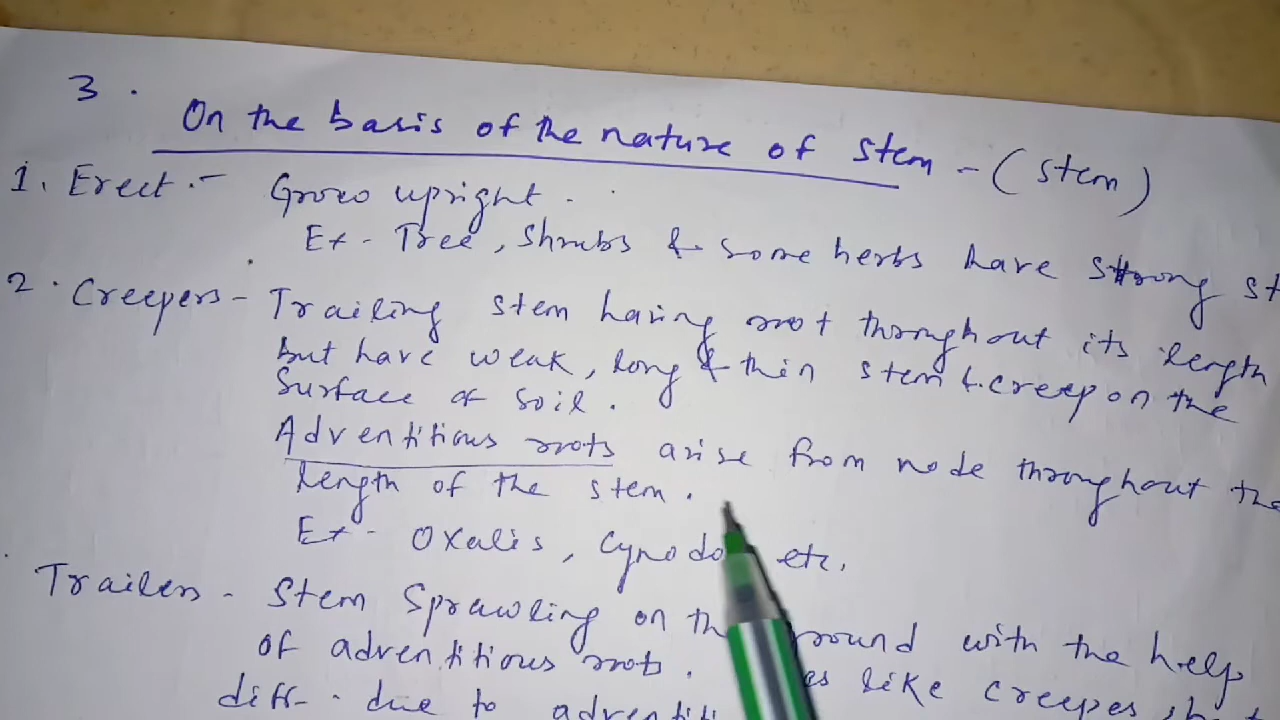 3. On the basis of the nature of stem - (stem)
1. Erect :- Grow upright.
Ex - Tree, Shrubs & some herbs have strong st
2. Creepers - Trailing stem having root throughout its length
but have weak, long & thin stem & creep on the
surface of soil.
Adventitious roots arise from node throughout the
length of the stem.
Ex - Oxalis, Cynodo etc.
Trailers - Stem Sprawling on the ground with the help
of adventitious roots. like creepes
diff. due to adventiti